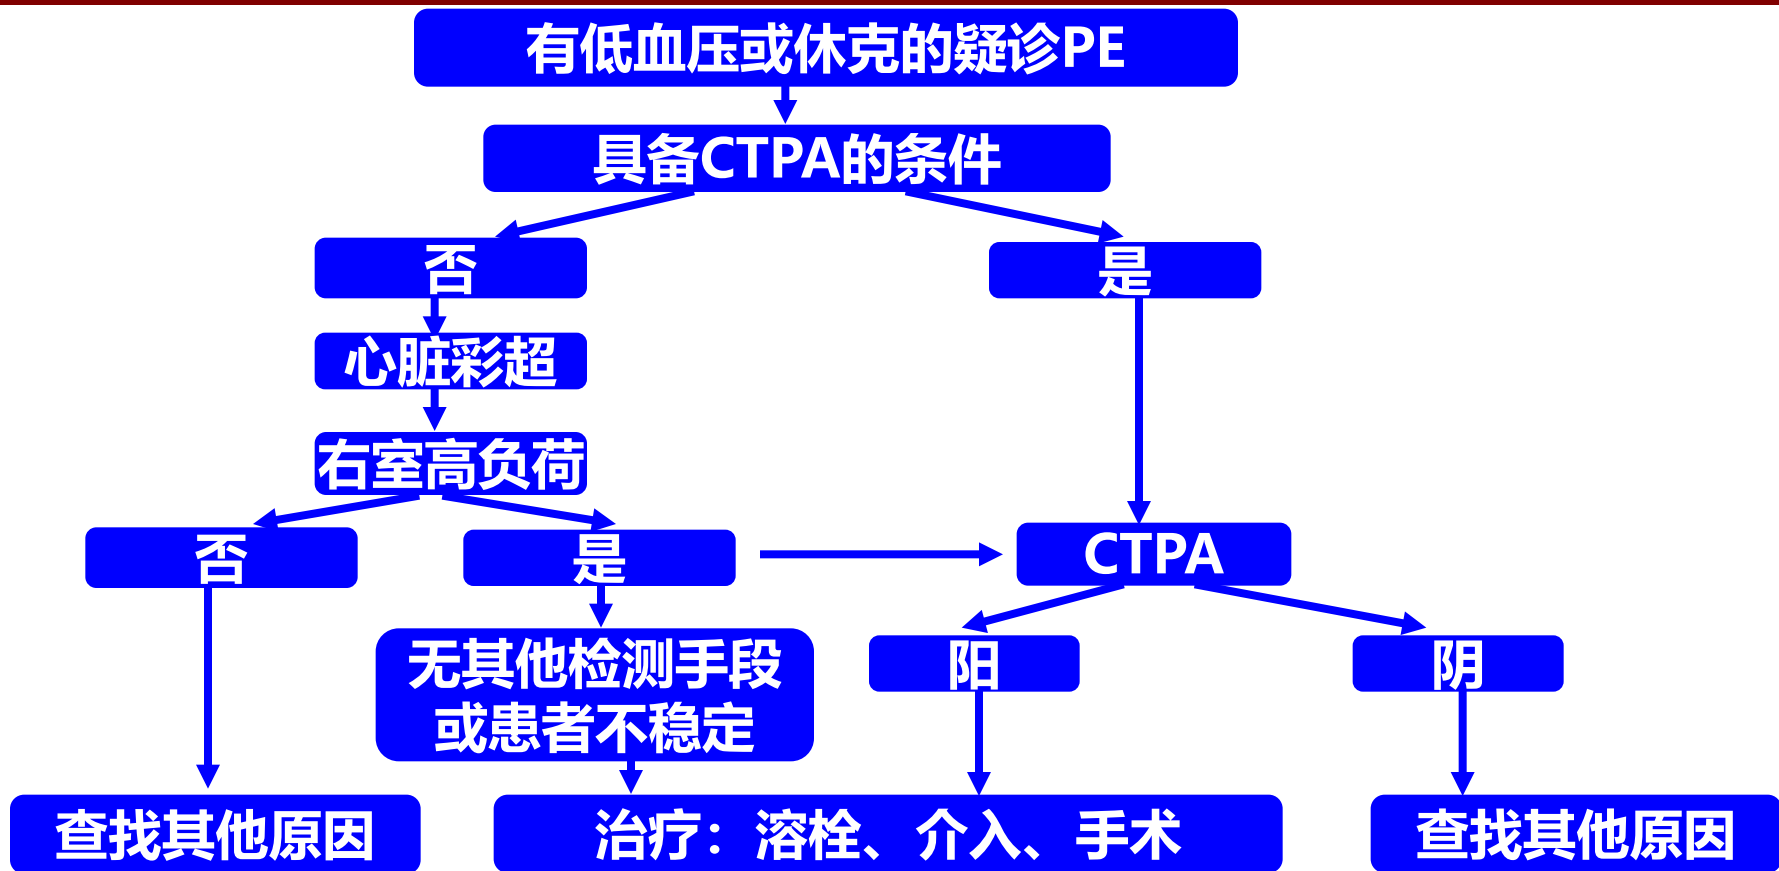 有低血压或休克的疑诊PE
具备CTPA的条件
否
是
心脏彩超
右室高负荷
否
是
CTPA
无其他检测手段
或患者不稳定
阳
阴
查找其他原因
治疗：溶栓、介入、手术
查找其他原因